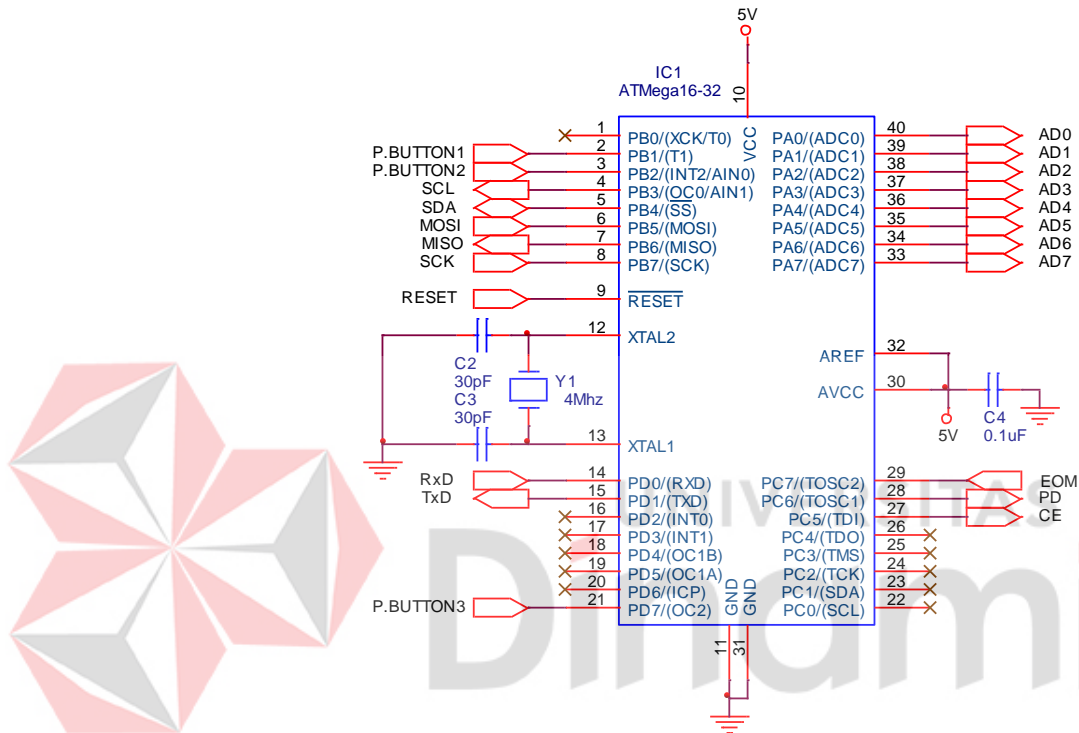 5V
IC1
ATMega16-32
10
VCC
1 PB0/(XCK/T0) PA0/(ADC0) 40 AD0
P.BUTTON1 2 PB1/(T1) PA1/(ADC1) 39 AD1
P.BUTTON2 3 PB2/(INT2/AIN0) PA2/(ADC2) 38 AD2
SCL 4 PB3/(OC0/AIN1) PA3/(ADC3) 37 AD3
SDA 5 PB4/(SS) PA4/(ADC4) 36 AD4
MOSI 6 PB5/(MOSI) PA5/(ADC5) 35 AD5
MISO 7 PB6/(MISO) PA6/(ADC6) 34 AD6
SCK 8 PB7/(SCK) PA7/(ADC7) 33 AD7
RESET 9 RESET
12 XTAL2
AREF 32
C2
30pF
C3
30pF
Y1
4Mhz
AVCC 30
5V
C4
0.1uF
13 XTAL1
RxD 14 PD0/(RXD) PC7/(TOSC2) 29 EOM
TxD 15 PD1/(TXD) PC6/(TOSC1) 28 PD
16 PD2/(INT0) PC5/(TDI) 27 CE
17 PD3/(INT1) PC4/(TDO) 26
18 PD4/(OC1B) PC3/(TMS) 25
19 PD5/(OC1A) PC2/(TCK) 24
20 PD6/(ICP) PC1/(SDA) 23
P.BUTTON3 21 PD7/(OC2) PC0/(SCL) 22
GND
GND
11
31
UNIVERSITAS